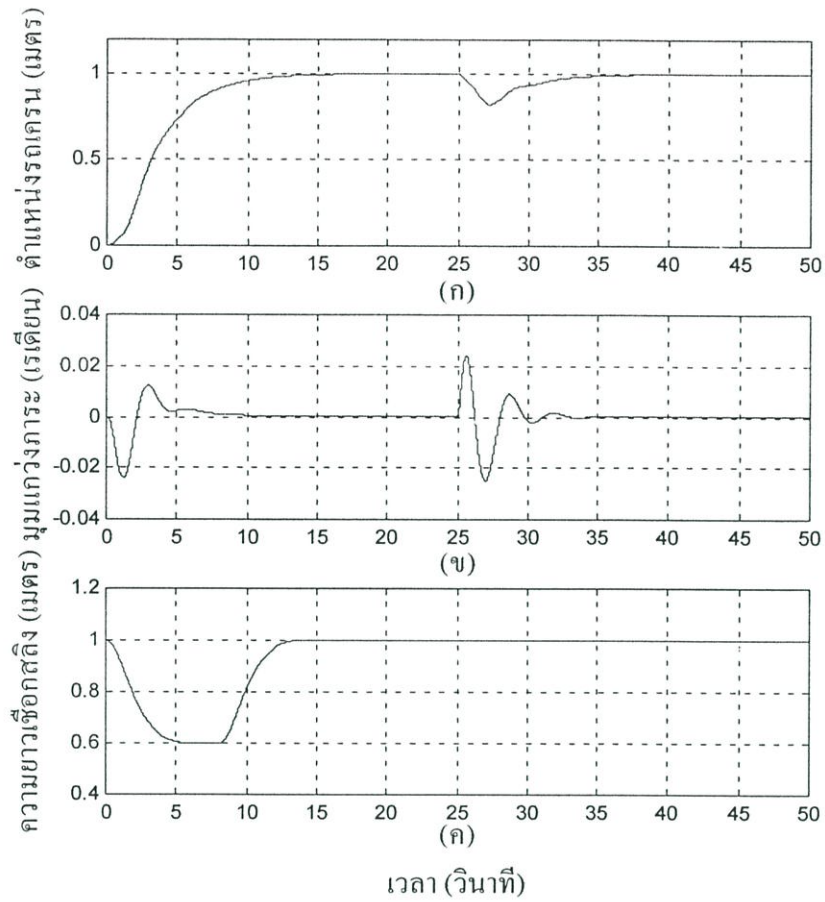 ตำแหน่งรถเครน (เมตร)
1
0.5
0
0 5 10 15 20 25 30 35 40 45 50
(ก)
มุมแกว่งภาระ (เรเดียน)
0.04
0.02
0
-0.02
-0.04
0 5 10 15 20 25 30 35 40 45 50
(ข)
ความยาวเชือกสลิง (เมตร)
1.2
1
0.8
0.6
0.4
0 5 10 15 20 25 30 35 40 45 50
(ค)
เวลา (วินาที)